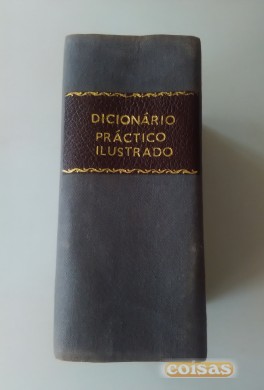 DICIONÁRIO
PRÁCTICO
ILUSTRADO
coisas